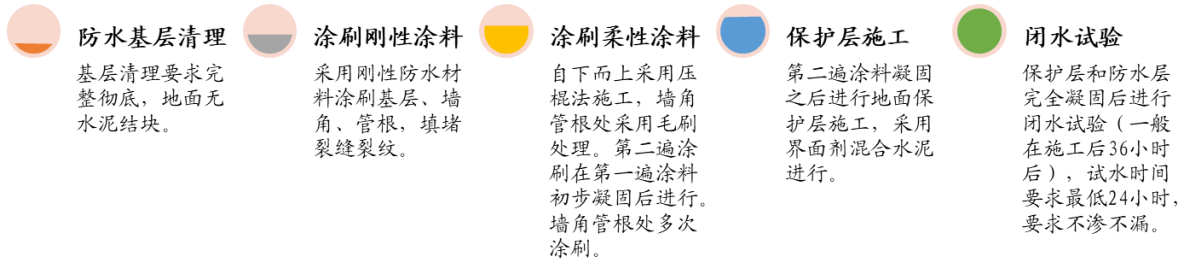 防水基层清理
基层清理要求完
整彻底，地面无
水泥结块。
涂刷刚性涂料
采用刚性防水材
料涂刷基层、墙
角、管根，填堵
裂缝裂纹。
涂刷柔性涂料
自下而上采用压
棍法施工，墙角
管根处采用毛刷
处理。第二遍涂
刷在第一遍涂料
初步凝固后进行。
墙角管根处多次
涂刷。
保护层施工
第二遍涂料凝固
之后进行地面保
护层施工，采用
界面剂混合水泥
进行。
闭水试验
保护层和防水层
完全凝固后进行
闭水试验（一般
在施工后36小时
后），试水时间
要求最低24小时，
要求不渗不漏。